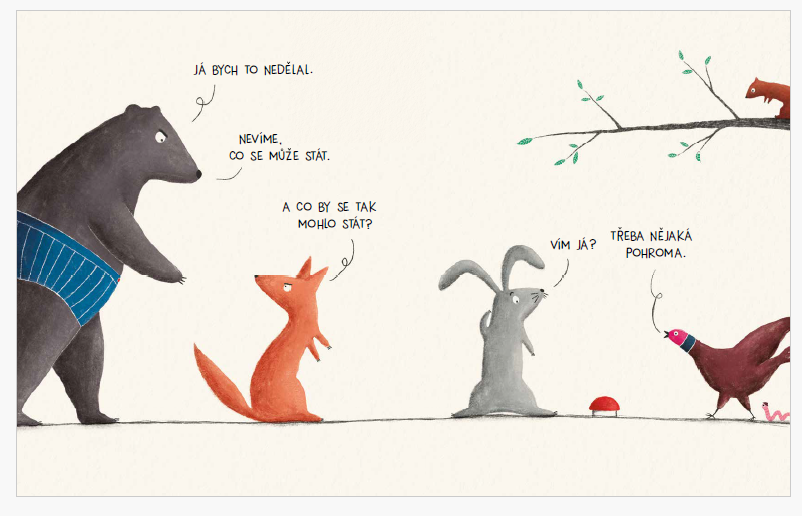 JÁ BYCH TO NEDĚLAL.
NEVÍME,
CO SE MŮŽE STÁT.
A CO BY SE TAK
MOHLO STÁT?
VÍM JÁ?
TŘEBA NĚJAKÁ
POHROMA.